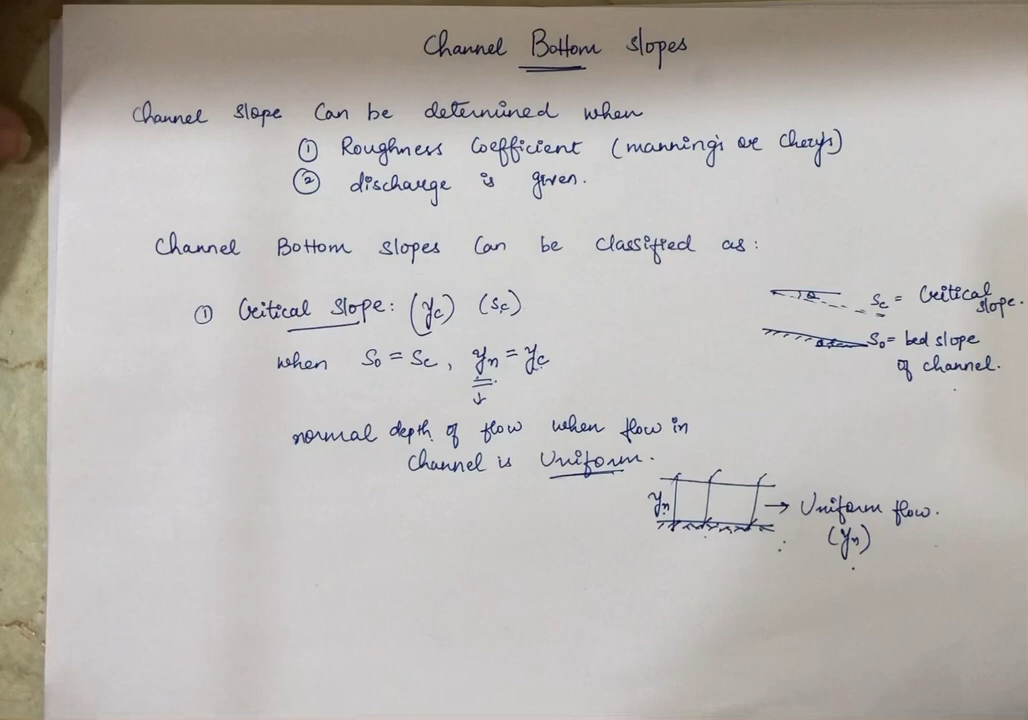 Channel Bottom slopes
Channel slope Can be determined when
① Roughness Coefficient (manning's or Chezy's)
② discharge is given.
Channel Bottom slopes Can be classified as:
① Critical slope: (yc) (Sc)
when So = Sc, yn = yc
normal depth of flow when flow in
Channel is Uniform.
Sc = Critical slope.
So = bed slope
of channel.
yn → Uniform flow.
(yn)